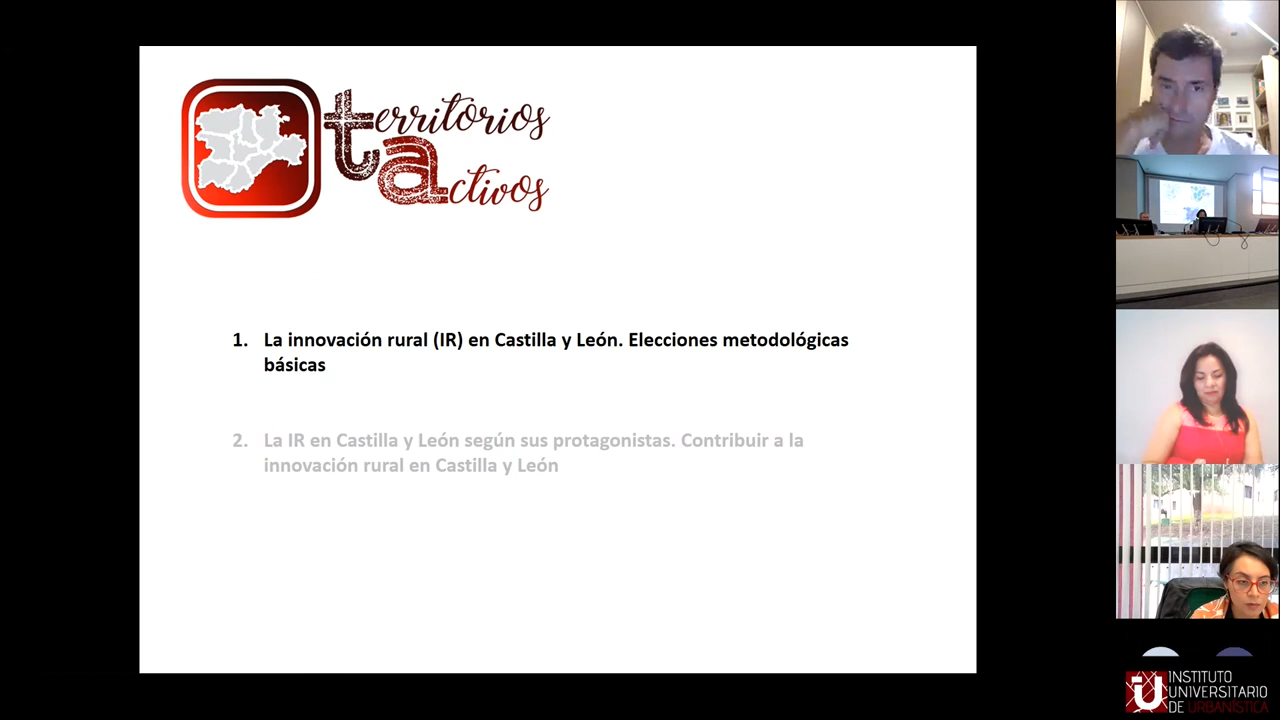 territorios
activos
1. La innovación rural (IR) en Castilla y León. Elecciones metodológicas
básicas
2. La IR en Castilla y León según sus protagonistas. Contribuir a la
innovación rural en Castilla y León
iU INSTITUTO
UNIVERSITARIO
DE URBANÍSTICA